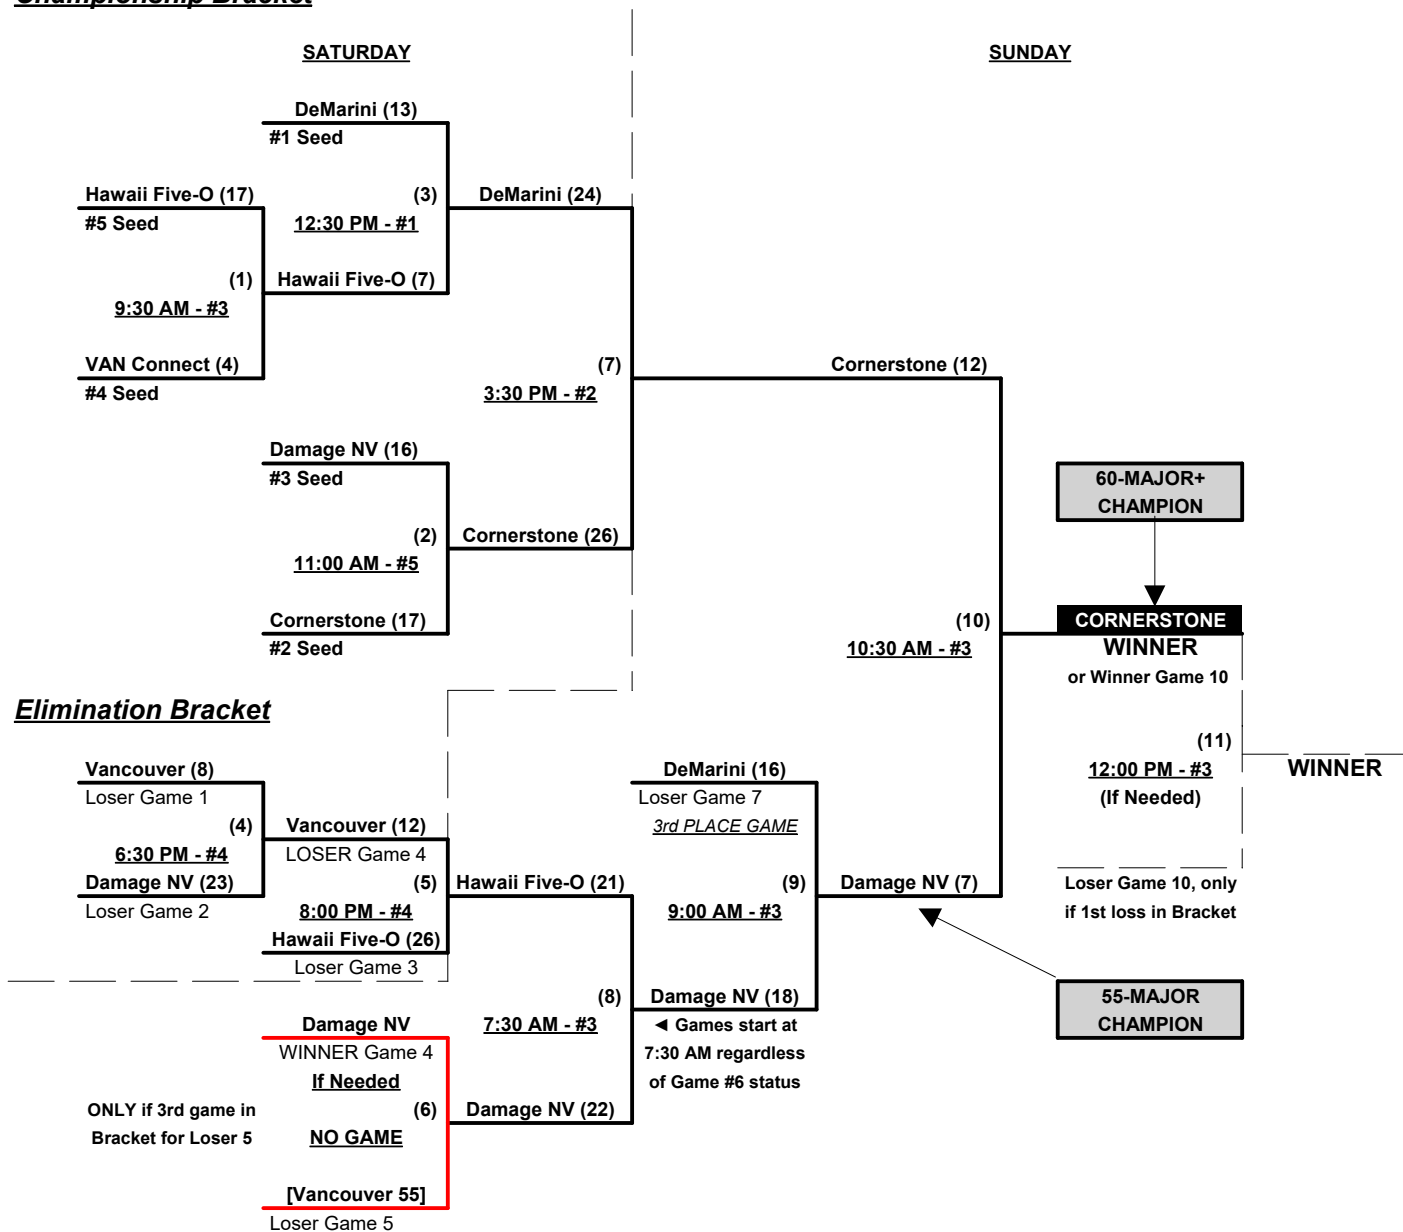 Championship Bracket
SATURDAY
SUNDAY
DeMarini (13)
#1 Seed
Hawaii Five-O (17)
#5 Seed
(3)
12:30 PM - #1
DeMarini (24)
(1)
9:30 AM - #3
Hawaii Five-O (7)
VAN Connect (4)
#4 Seed
(7)
3:30 PM - #2
Cornerstone (12)
Damage NV (16)
#3 Seed
60-MAJOR+
CHAMPION
(2)
11:00 AM - #5
Cornerstone (26)
Cornerstone (17)
#2 Seed
(10)
10:30 AM - #3
CORNERSTONE
WINNER
or Winner Game 10
Elimination Bracket
(11)
12:00 PM - #3
(If Needed)
WINNER
Vancouver (8)
Loser Game 1
DeMarini (16)
Loser Game 7
3rd PLACE GAME
(4)
6:30 PM - #4
Vancouver (12)
LOSER Game 4
Damage NV (23)
Loser Game 2
(5)
8:00 PM - #4
Hawaii Five-O (21)
(9)
9:00 AM - #3
Damage NV (7)
Loser Game 10, only
if 1st loss in Bracket
Hawaii Five-O (26)
Loser Game 3
(8)
7:30 AM - #3
Damage NV (18)
◄ Games start at
7:30 AM regardless
of Game #6 status
55-MAJOR
CHAMPION
Damage NV
WINNER Game 4
If Needed
ONLY if 3rd game in
Bracket for Loser 5
(6)
NO GAME
Damage NV (22)
[Vancouver 55]
Loser Game 5